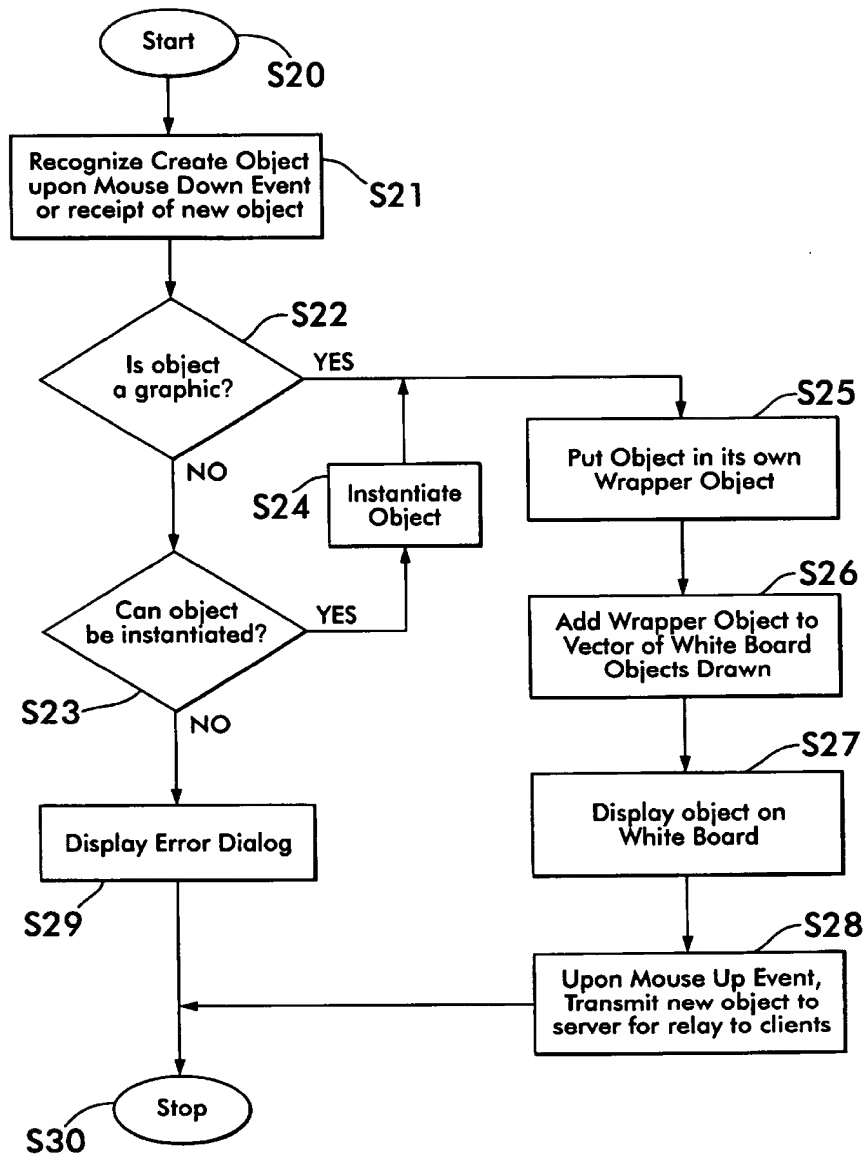 Start
S20
Recognize Create Object
upon Mouse Down Event
or receipt of new object
S21
S22
Is object
a graphic?
YES
NO
S24
Instantiate
Object
Can object
be instantiated?
YES
S23
NO
Display Error Dialog
S29
S25
Put Object in its own
Wrapper Object
S26
Add Wrapper Object to
Vector of White Board
Objects Drawn
S27
Display object on
White Board
S28
Upon Mouse Up Event,
Transmit new object to
server for relay to clients
Stop
S30